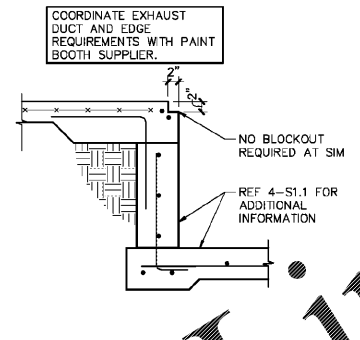 COORDINATE EXHAUST
DUCT AND EDGE
REQUIREMENTS WITH PAINT
BOOTH SUPPLIER.
2"
2"
NO BLOCKOUT
REQUIRED AT SIM
REF 4-S1.1 FOR
ADDITIONAL
INFORMATION